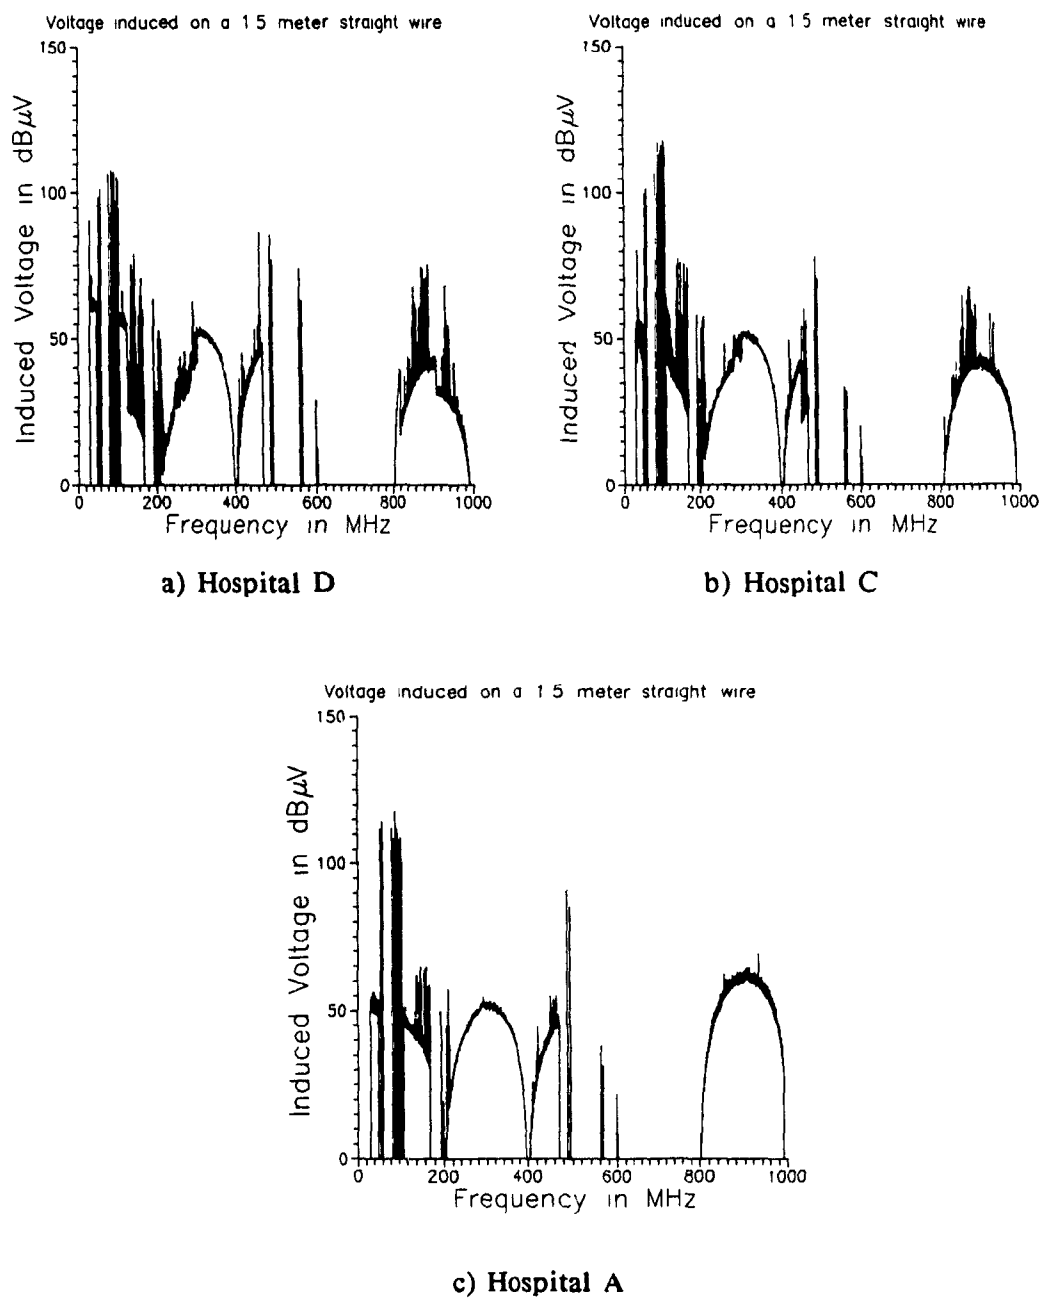 Voltage induced on a 1 5 meter straight wire
150
100
50
0
Induced Voltage in dBμV
0 200 400 600 800 1000
Frequency in MHz
a) Hospital D
Voltage induced on a 1 5 meter straight wire
150
100
50
0
Induced Voltage in dBμV
0 200 400 600 800 1000
Frequency in MHz
b) Hospital C
Voltage induced on a 1 5 meter straight wire
150
100
50
0
Induced Voltage in dBμV
0 200 400 600 800 1000
Frequency in MHz
c) Hospital A